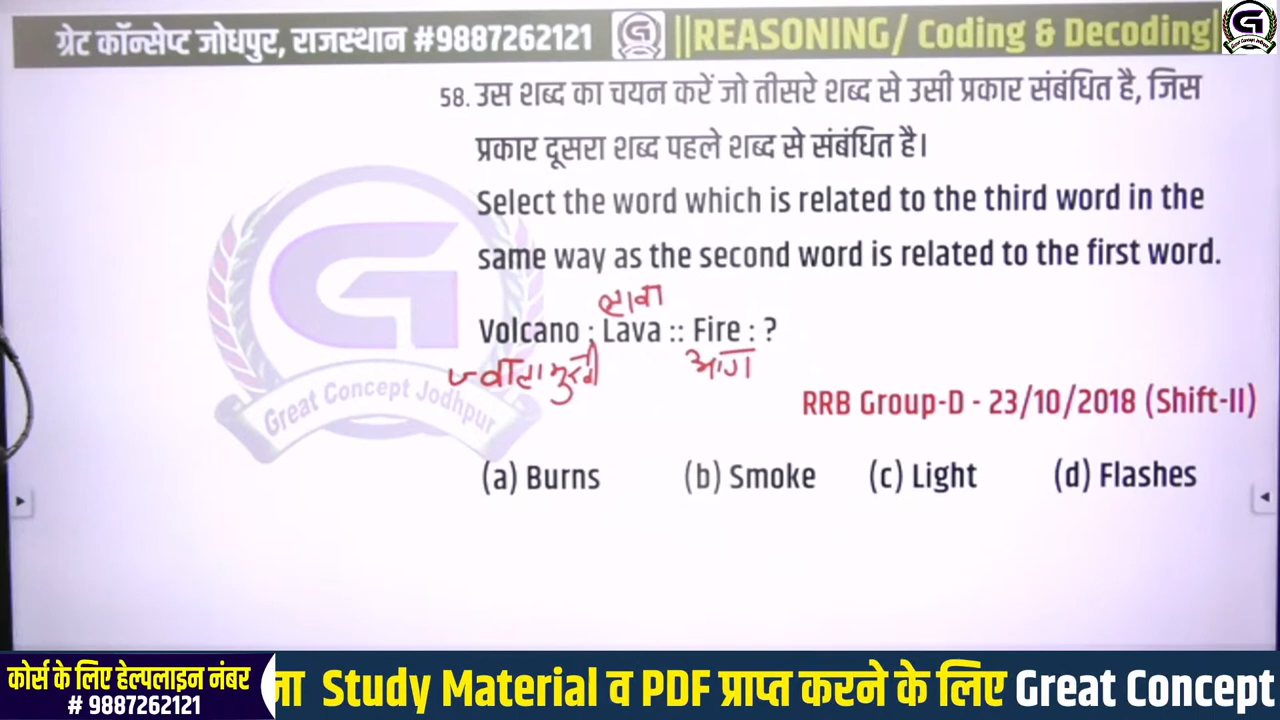 ग्रेट कॉन्सेप्ट जोधपुर, राजस्थान #9887262121 ||REASONING/ Coding & Decoding||
58. उस शब्द का चयन करें जो तीसरे शब्द से उसी प्रकार संबंधित है, जिस
प्रकार दूसरा शब्द पहले शब्द से संबंधित है।
Select the word which is related to the third word in the
same way as the second word is related to the first word.
लावा
Volcano : Lava :: Fire : ?
ज्वालामुखी आग
Great Concept Jodhpur
RRB Group-D - 23/10/2018 (Shift-II)
(a) Burns (b) Smoke (c) Light (d) Flashes
कोर्स के लिए हेल्पलाइन नंबर
# 9887262121
Study Material व PDF प्राप्त करने के लिए Great Concept